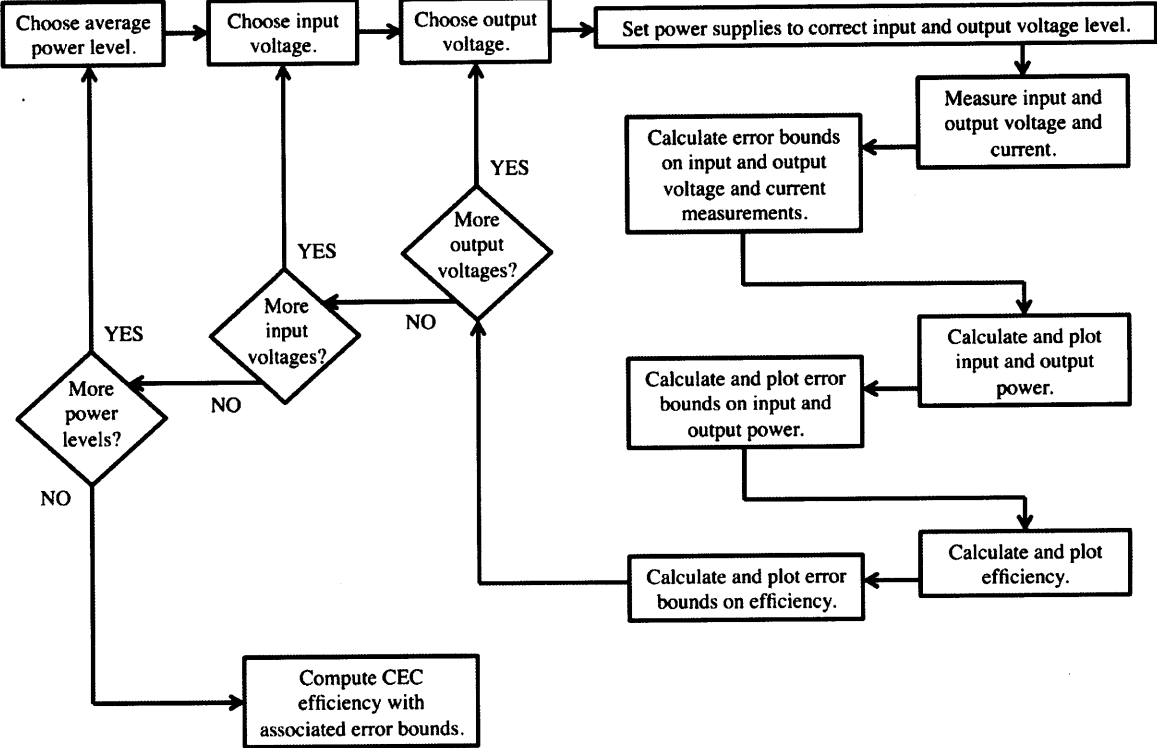 Choose average
power level.
Choose input
voltage.
Choose output
voltage.
Set power supplies to correct input and output voltage level.
Measure input and
output voltage and
current.
Calculate error bounds
on input and output
voltage and current
measurements.
YES
More
output
voltages?
NO
YES
More
input
voltages?
NO
YES
More
power
levels?
NO
Calculate and plot
input and output
power.
Calculate and plot error
bounds on input and
output power.
Calculate and plot
efficiency.
Calculate and plot error
bounds on efficiency.
Compute CEC
efficiency with
associated error bounds.